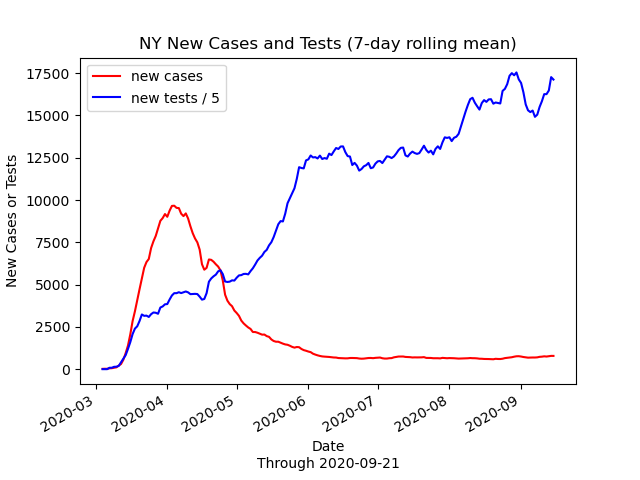 NY New Cases and Tests (7-day rolling mean)
new cases
new tests / 5
17500
15000
12500
10000
7500
5000
2500
0
New Cases or Tests
2020-03
2020-04
2020-05
2020-06
2020-07
2020-08
2020-09
Date
Through 2020-09-21